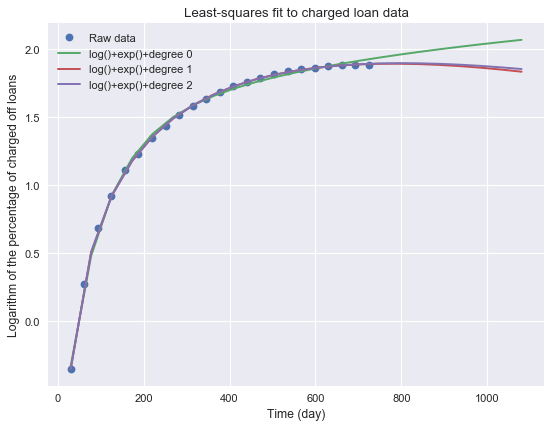 Least-squares fit to charged loan data
Raw data
log()+exp()+degree 0
log()+exp()+degree 1
log()+exp()+degree 2
Logarithm of the percentage of charged off loans
2.0
1.5
1.0
0.5
0.0
0
200
400
600
800
1000
Time (day)